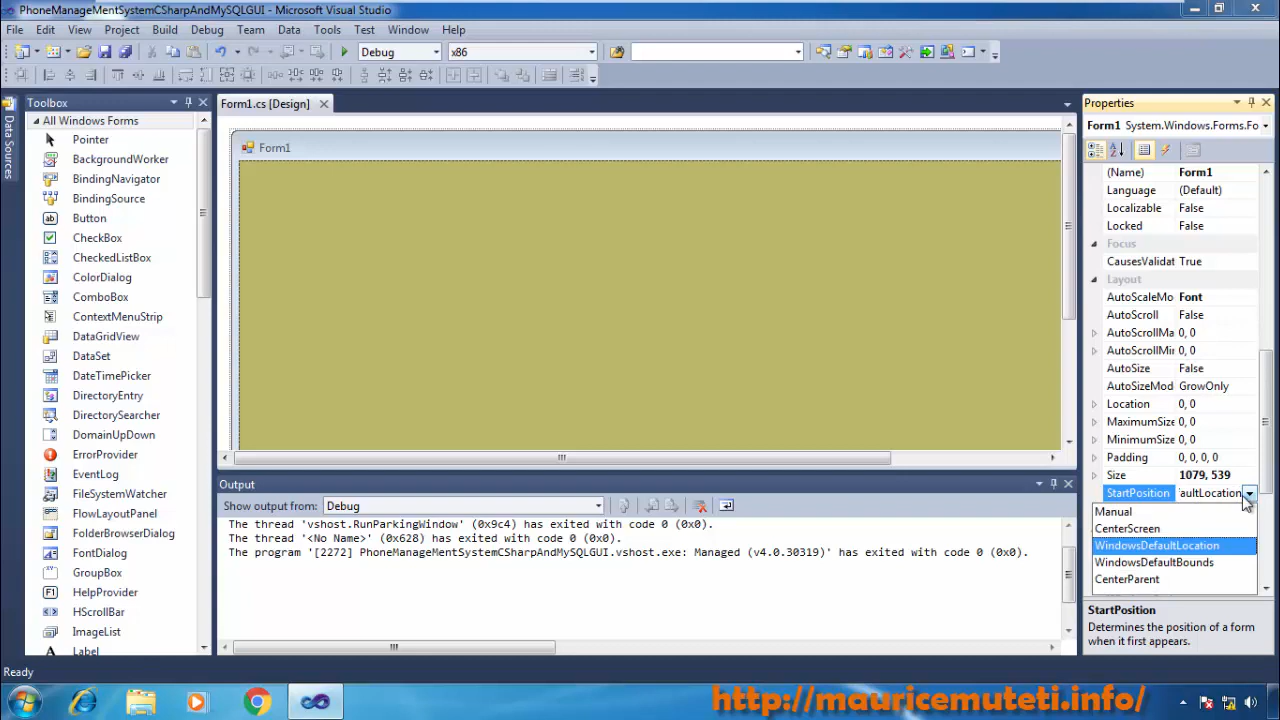 PhoneManageMentSystemCSharpAndMySQLGUI - Microsoft Visual Studio
File Edit View Project Build Debug Team Data Tools Test Window Help
Debug x86
Data Sources
Toolbox
All Windows Forms
Pointer
BackgroundWorker
BindingNavigator
BindingSource
Button
CheckBox
CheckedListBox
ColorDialog
ComboBox
ContextMenuStrip
DataGridView
DataSet
DateTimePicker
DirectoryEntry
DirectorySearcher
DomainUpDown
ErrorProvider
EventLog
FileSystemWatcher
FlowLayoutPanel
FolderBrowserDialog
FontDialog
GroupBox
HelpProvider
HScrollBar
ImageList
Label
Form1.cs [Design]
Form1
Output
Show output from: Debug
The thread 'vshost.RunParkingWindow' (0x9c4) has exited with code 0 (0x0).
The thread '<No Name>' (0x628) has exited with code 0 (0x0).
The program '[2272] PhoneManageMentSystemCSharpAndMySQLGUI.vshost.exe: Managed (v4.0.30319)' has exited with code 0 (0x0).
Properties
Form1 System.Windows.Forms.Fo
(Name) Form1
Language (Default)
Localizable False
Locked False
Focus
CausesValidat True
Layout
AutoScaleMo Font
AutoScroll False
AutoScrollMa 0, 0
AutoScrollMin 0, 0
AutoSize False
AutoSizeMod GrowOnly
Location 0, 0
MaximumSize 0, 0
MinimumSize 0, 0
Padding 0, 0, 0, 0
Size 1079, 539
StartPosition aultLocation
Manual
CenterScreen
WindowsDefaultLocation
WindowsDefaultBounds
CenterParent
StartPosition
Determines the position of a form
when it first appears.
Ready
http://mauricemuteti.info/